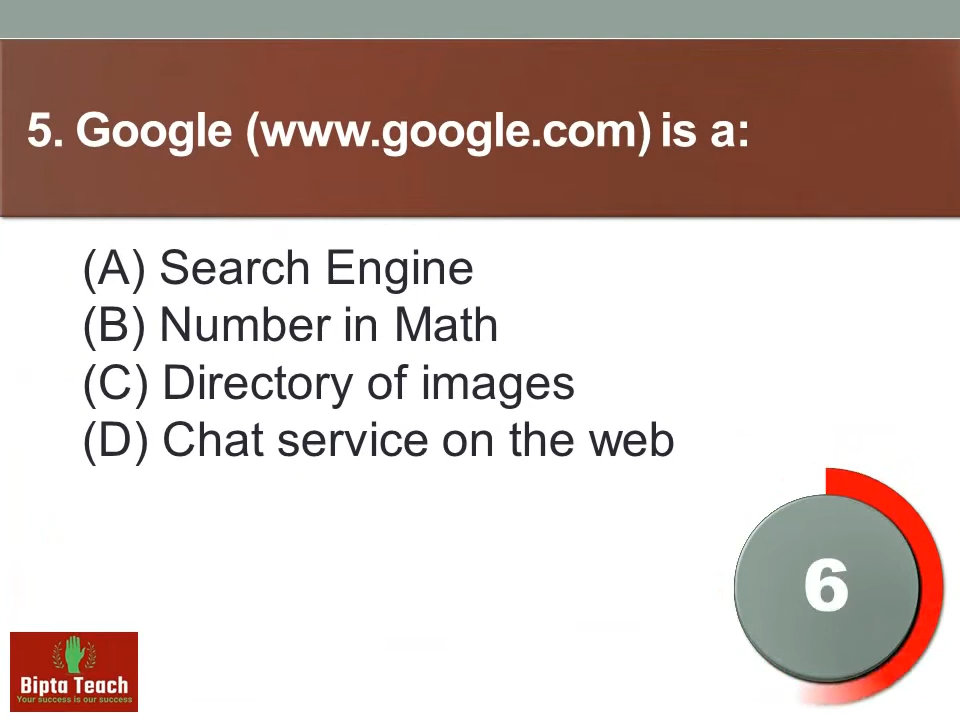 5. Google (www.google.com) is a:
(A) Search Engine
(B) Number in Math
(C) Directory of images
(D) Chat service on the web
6
Bipta Teach
Your success is our success